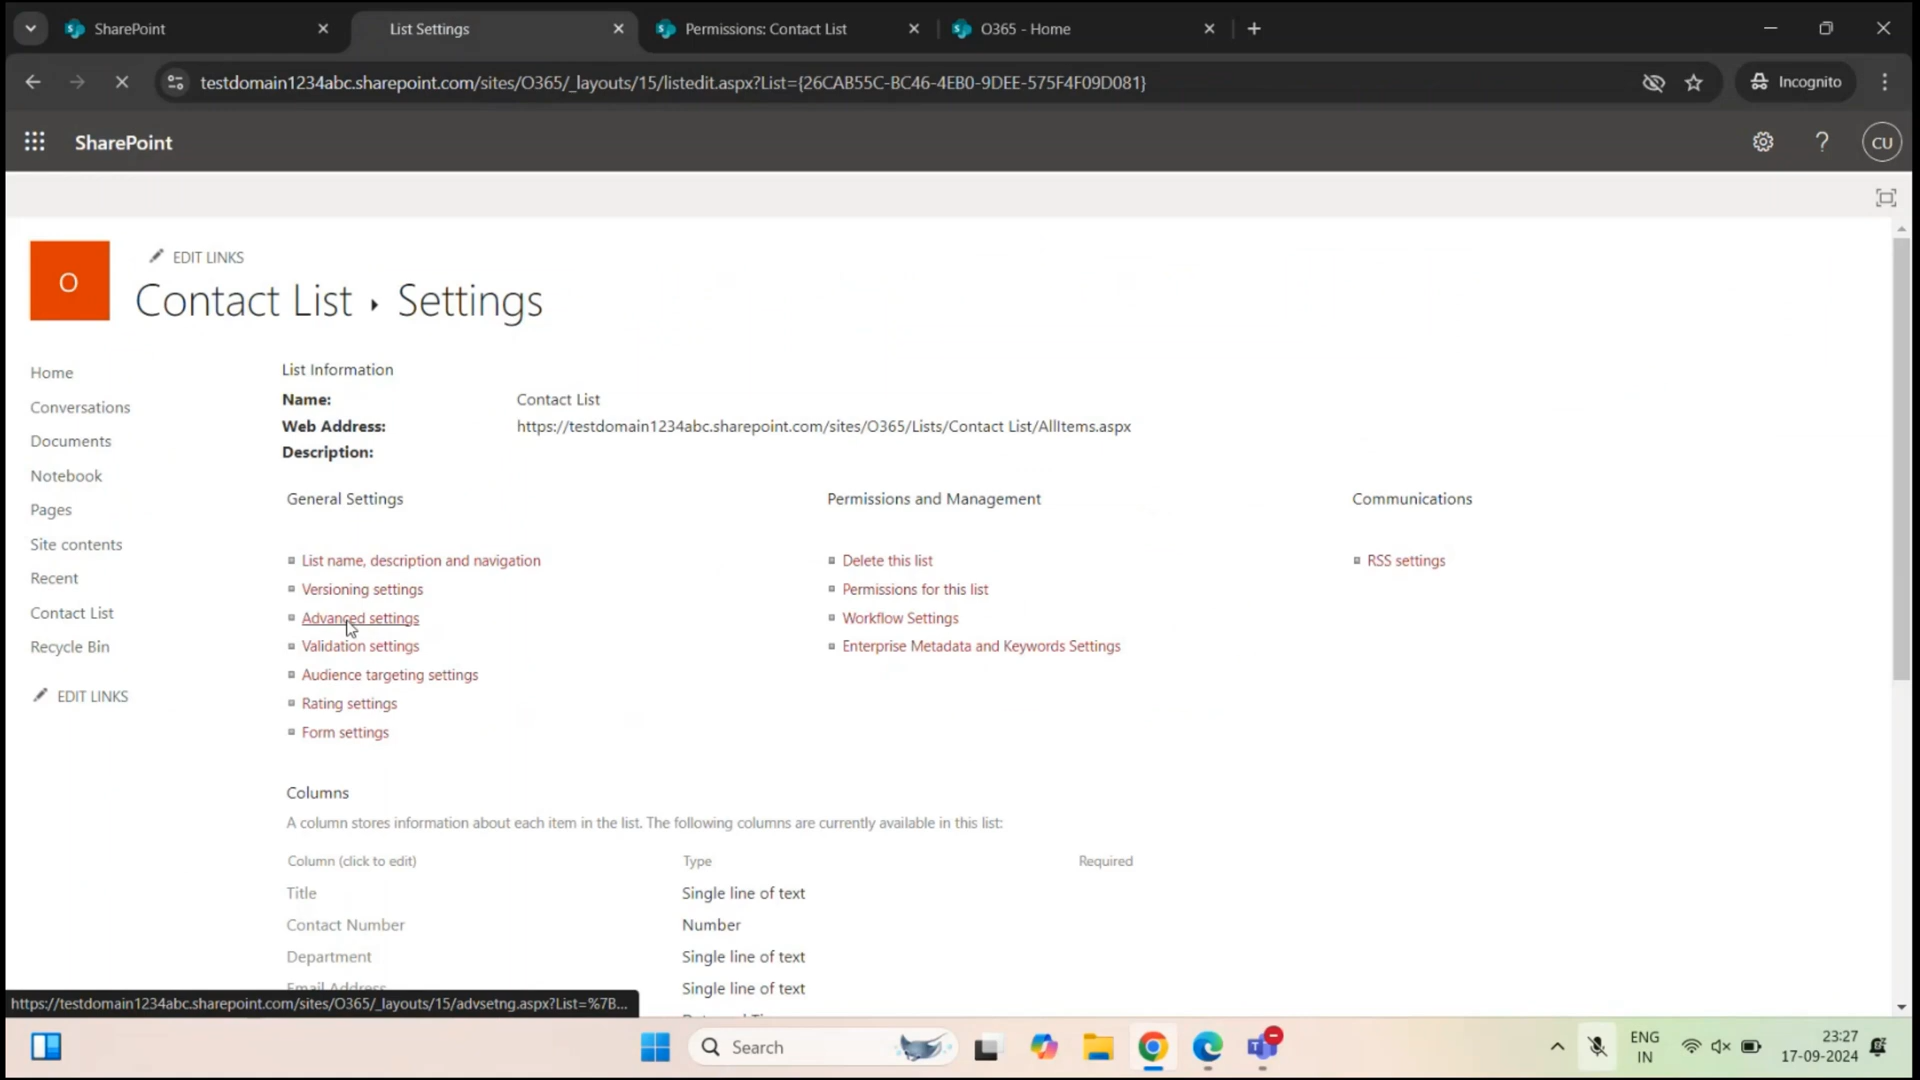 SharePoint
List Settings
Permissions: Contact List
O365 - Home
testdomain1234abc.sharepoint.com/sites/O365/_layouts/15/listedit.aspx?List={26CAB55C-BC46-4EB0-9DEE-575F4F09D081}
Incognito
SharePoint
?
CU
O
EDIT LINKS
Contact List ▸ Settings
Home
Conversations
Documents
Notebook
Pages
Site contents
Recent
Contact List
Recycle Bin
EDIT LINKS
List Information
Name: Contact List
Web Address: https://testdomain1234abc.sharepoint.com/sites/O365/Lists/Contact List/AllItems.aspx
Description:
General Settings
List name, description and navigation
Versioning settings
Advanced settings
Validation settings
Audience targeting settings
Rating settings
Form settings
Permissions and Management
Delete this list
Permissions for this list
Workflow Settings
Enterprise Metadata and Keywords Settings
Communications
RSS settings
Columns
A column stores information about each item in the list. The following columns are currently available in this list:
Column (click to edit) Type Required
Title Single line of text
Contact Number Number
Department Single line of text
Email Address Single line of text
https://testdomain1234abc.sharepoint.com/sites/O365/_layouts/15/advsetng.aspx?List=%7B...
Search
ENG
IN
23:27
17-09-2024